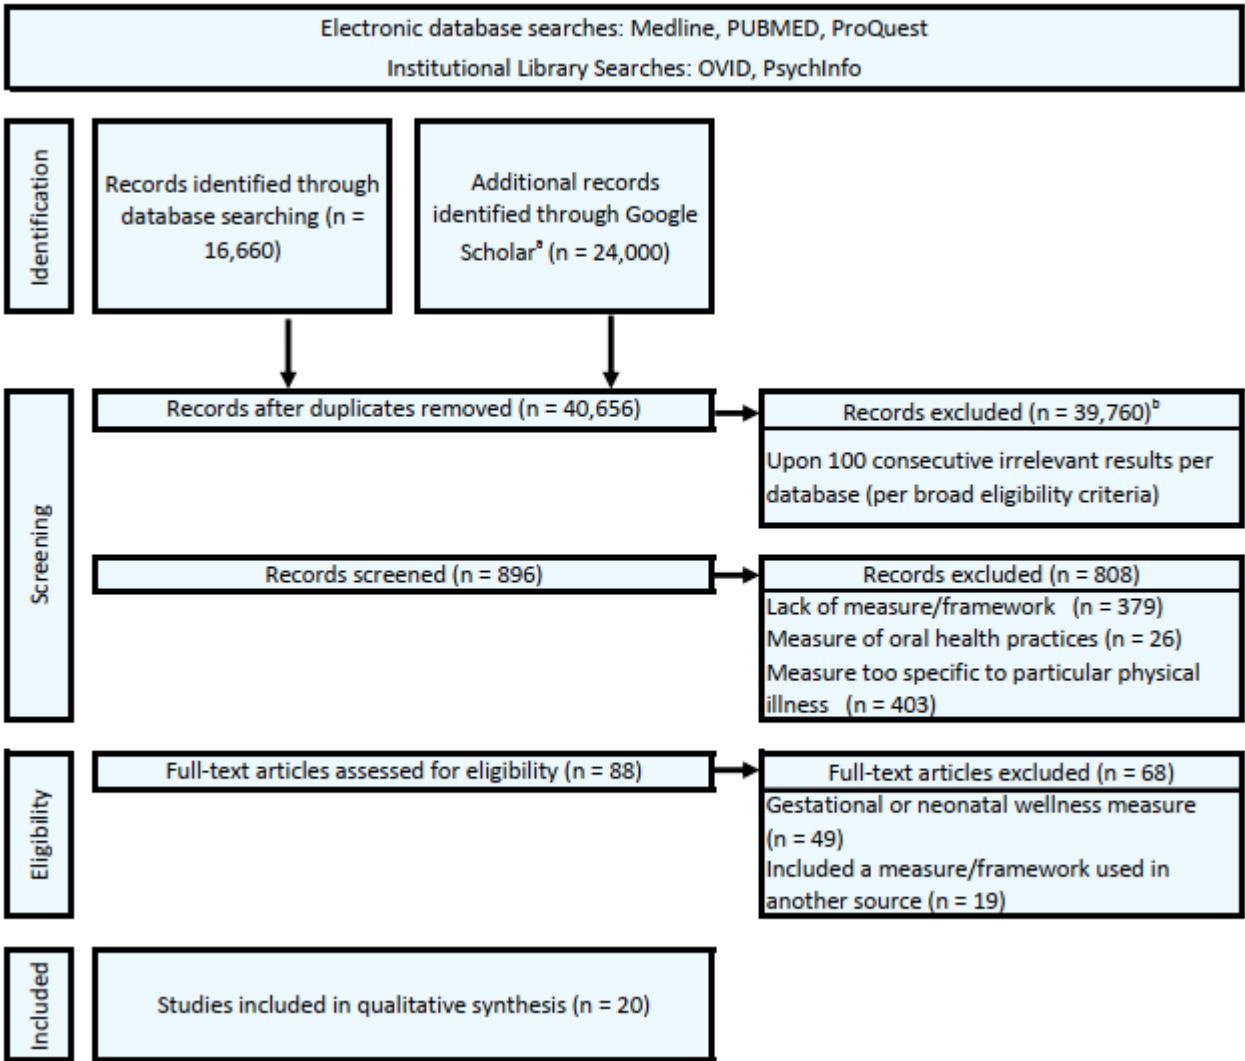 Electronic database searches: Medline, PUBMED, ProQuest
Institutional Library Searches: OVID, PsychInfo
Identification
Records identified through
database searching (n =
16,660)
Additional records
identified through Google
Scholarª (n = 24,000)
Screening
Records after duplicates removed (n = 40,656)
Records excluded (n = 39,760)ᵇ
Upon 100 consecutive irrelevant results per
database (per broad eligibility criteria)
Records screened (n = 896)
Records excluded (n = 808)
Lack of measure/framework (n = 379)
Measure of oral health practices (n = 26)
Measure too specific to particular physical
illness (n = 403)
Eligibility
Full-text articles assessed for eligibility (n = 88)
Full-text articles excluded (n = 68)
Gestational or neonatal wellness measure
(n = 49)
Included a measure/framework used in
another source (n = 19)
Included
Studies included in qualitative synthesis (n = 20)